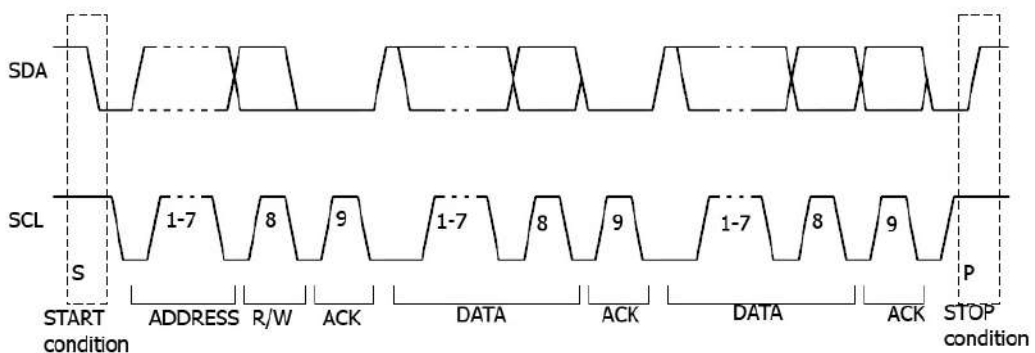 SDA
SCL
1-7 8 9 1-7 8 9 1-7 8 9
S P
START condition
ADDRESS R/W ACK DATA ACK DATA ACK
STOP condition